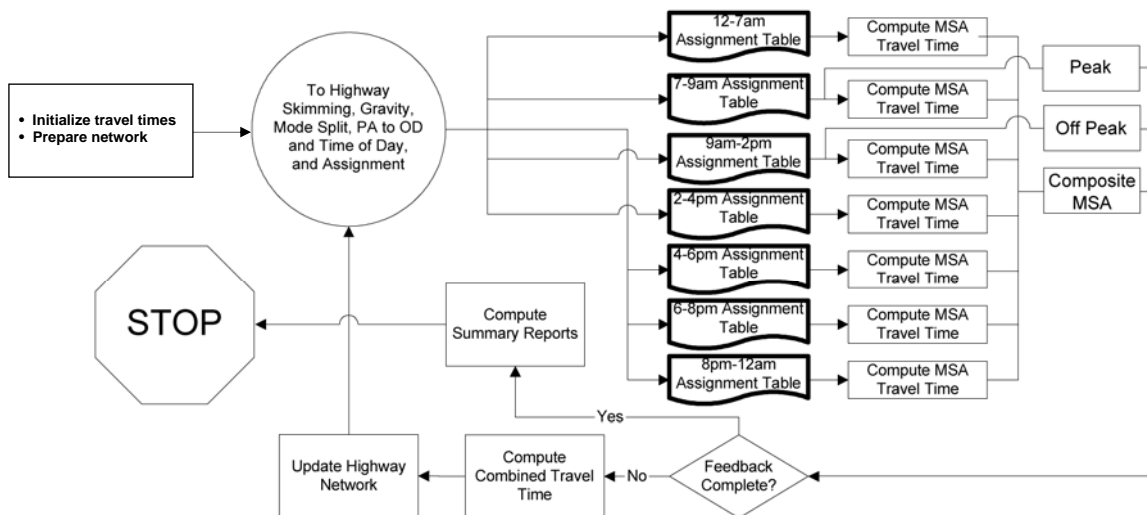 • Initialize travel times
• Prepare network
To Highway
Skimming, Gravity,
Mode Split, PA to OD
and Time of Day,
and Assignment
12-7am
Assignment Table
Compute MSA
Travel Time
7-9am Assignment
Table
Compute MSA
Travel Time
9am-2pm
Assignment Table
Compute MSA
Travel Time
2-4pm Assignment
Table
Compute MSA
Travel Time
4-6pm Assignment
Table
Compute MSA
Travel Time
6-8pm Assignment
Table
Compute MSA
Travel Time
8pm-12am
Assignment Table
Compute MSA
Travel Time
Peak
Off Peak
Composite
MSA
STOP
Compute
Summary Reports
Yes
Update Highway
Network
Compute
Combined Travel
Time
No
Feedback
Complete?